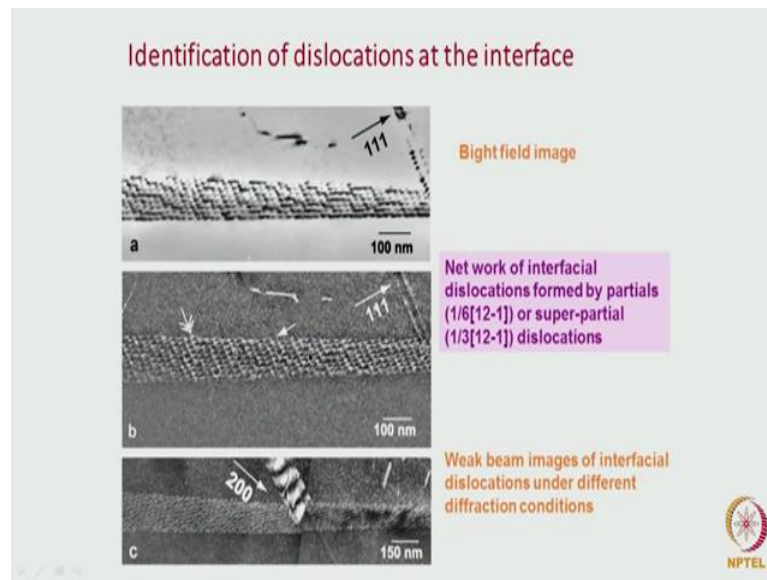 Identification of dislocations at the interface
111
Bight field image
a
100 nm
Net work of interfacial
dislocations formed by partials
(1/6[12-1]) or super-partial
(1/3[12-1]) dislocations
111
b
100 nm
Weak beam images of interfacial
dislocations under different
diffraction conditions
200
c
150 nm
NPTEL